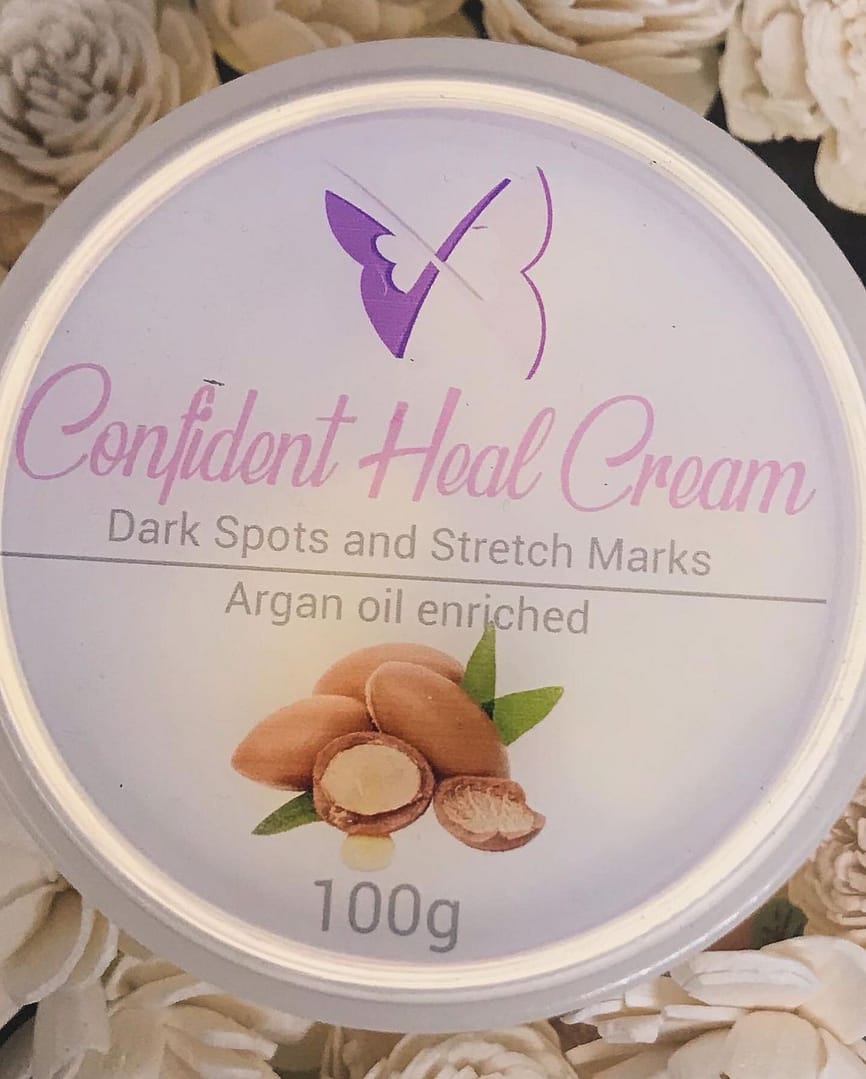 Confident Heal Cream
Dark Spots and Stretch Marks
Argan oil enriched
100g